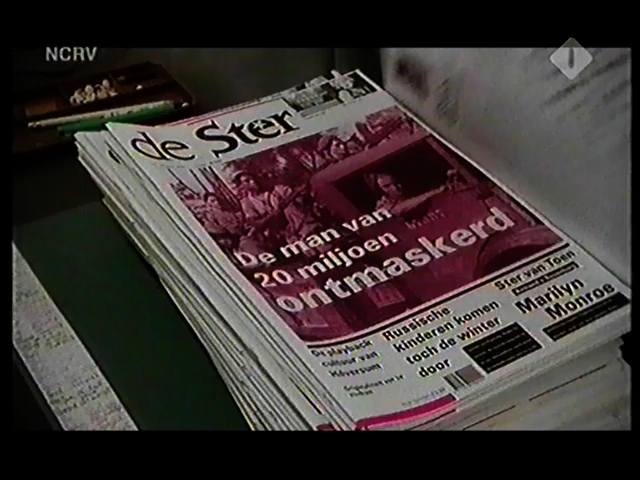 NCRV
1
de Ster
De man van
20 miljoen
ontmaskerd
De playback
cultuur van
Hilversum
Russische
kinderen komen
toch de winter
door
Ster van Toen
Marilyn
Monroe